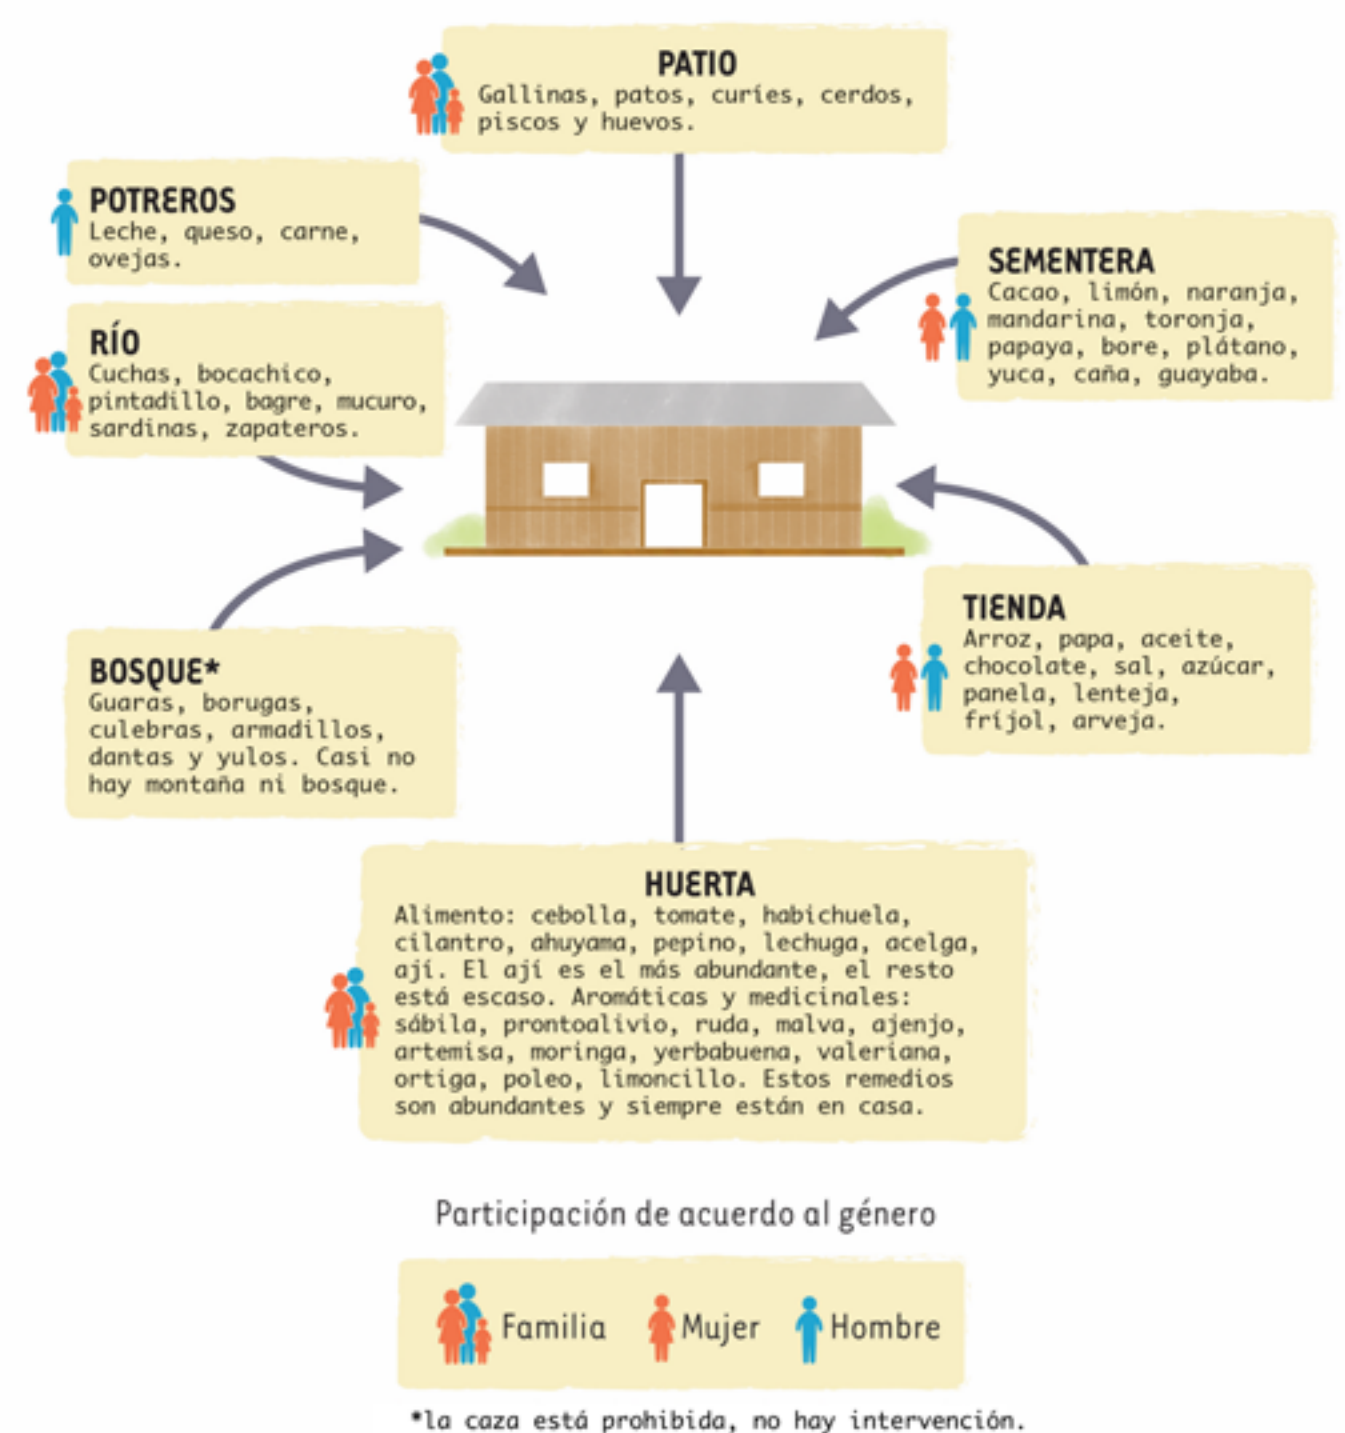 PATIO
Gallinas, patos, curíes, cerdos,
piscos y huevos.
POTREROS
Leche, queso, carne,
ovejas.
SEMENTERA
Cacao, limón, naranja,
mandarina, toronja,
papaya, bore, plátano,
yuca, caña, guayaba.
RÍO
Cuchas, bocachico,
pintadillo, bagre, mucuro,
sardinas, zapateros.
TIENDA
Arroz, papa, aceite,
chocolate, sal, azúcar,
panela, lenteja,
fríjol, arveja.
BOSQUE*
Guaras, borugas,
culebras, armadillos,
dantas y yulos. Casi no
hay montaña ni bosque.
HUERTA
Alimento: cebolla, tomate, habichuela,
cilantro, ahuyama, pepino, lechuga, acelga,
ají. El ají es el más abundante, el resto
está escaso. Aromáticas y medicinales:
sábila, prontoalivio, ruda, malva, ajenjo,
artemisa, moringa, yerbabuena, valeriana,
ortiga, poleo, limoncillo. Estos remedios
son abundantes y siempre están en casa.
Participación de acuerdo al género
Familia Mujer Hombre
*la caza está prohibida, no hay intervención.